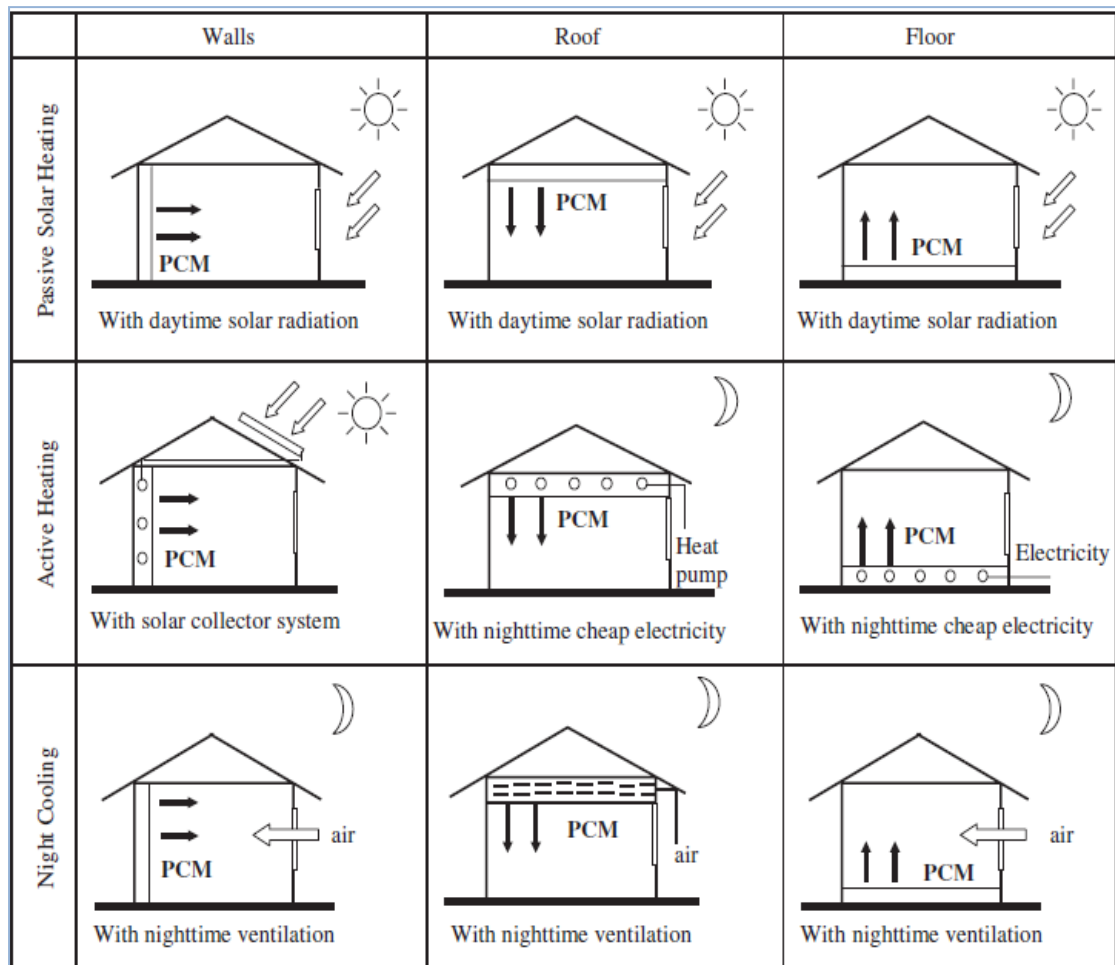 Walls
Roof
Floor
Passive Solar Heating
PCM
With daytime solar radiation
PCM
With daytime solar radiation
PCM
With daytime solar radiation
Active Heating
PCM
With solar collector system
PCM
Heat
pump
With nighttime cheap electricity
PCM
Electricity
With nighttime cheap electricity
Night Cooling
air
PCM
With nighttime ventilation
PCM
air
With nighttime ventilation
air
PCM
With nighttime ventilation